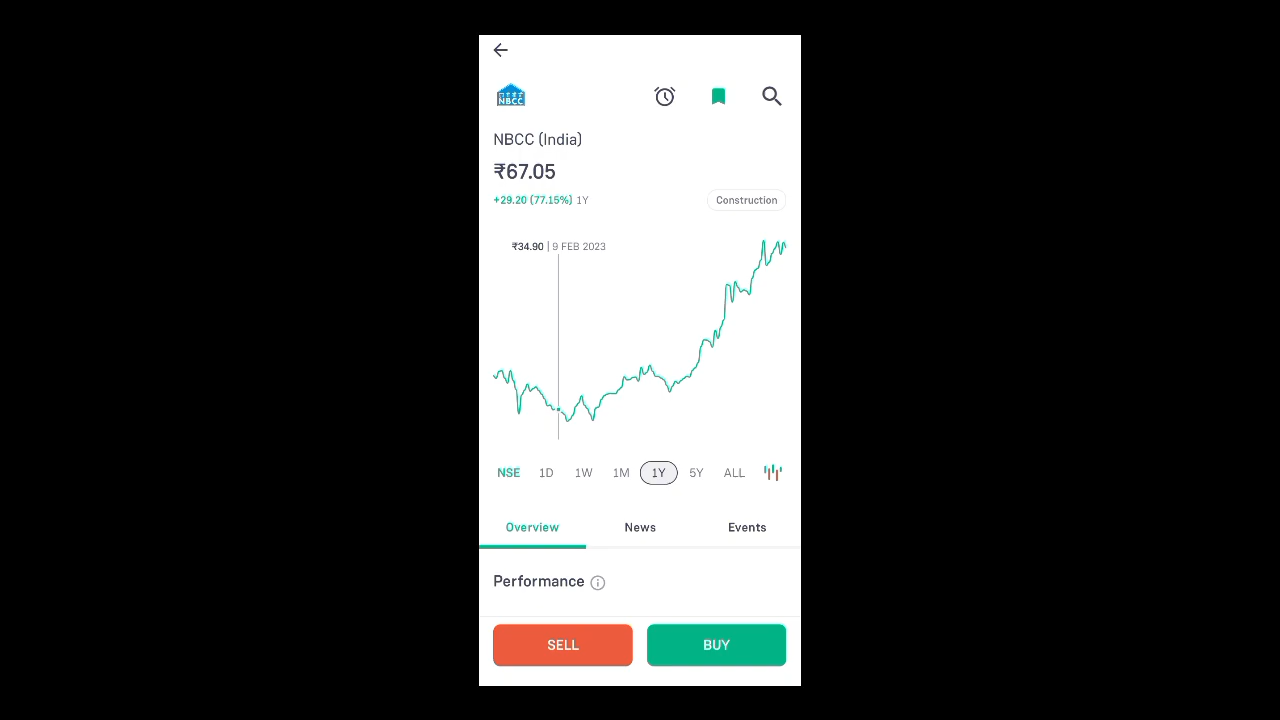 NBCC
NBCC (India)
₹67.05
+29.20 (77.15%) 1Y
Construction
₹34.90 | 9 FEB 2023
NSE 1D 1W 1M 1Y 5Y ALL
Overview News Events
Performance
SELL BUY